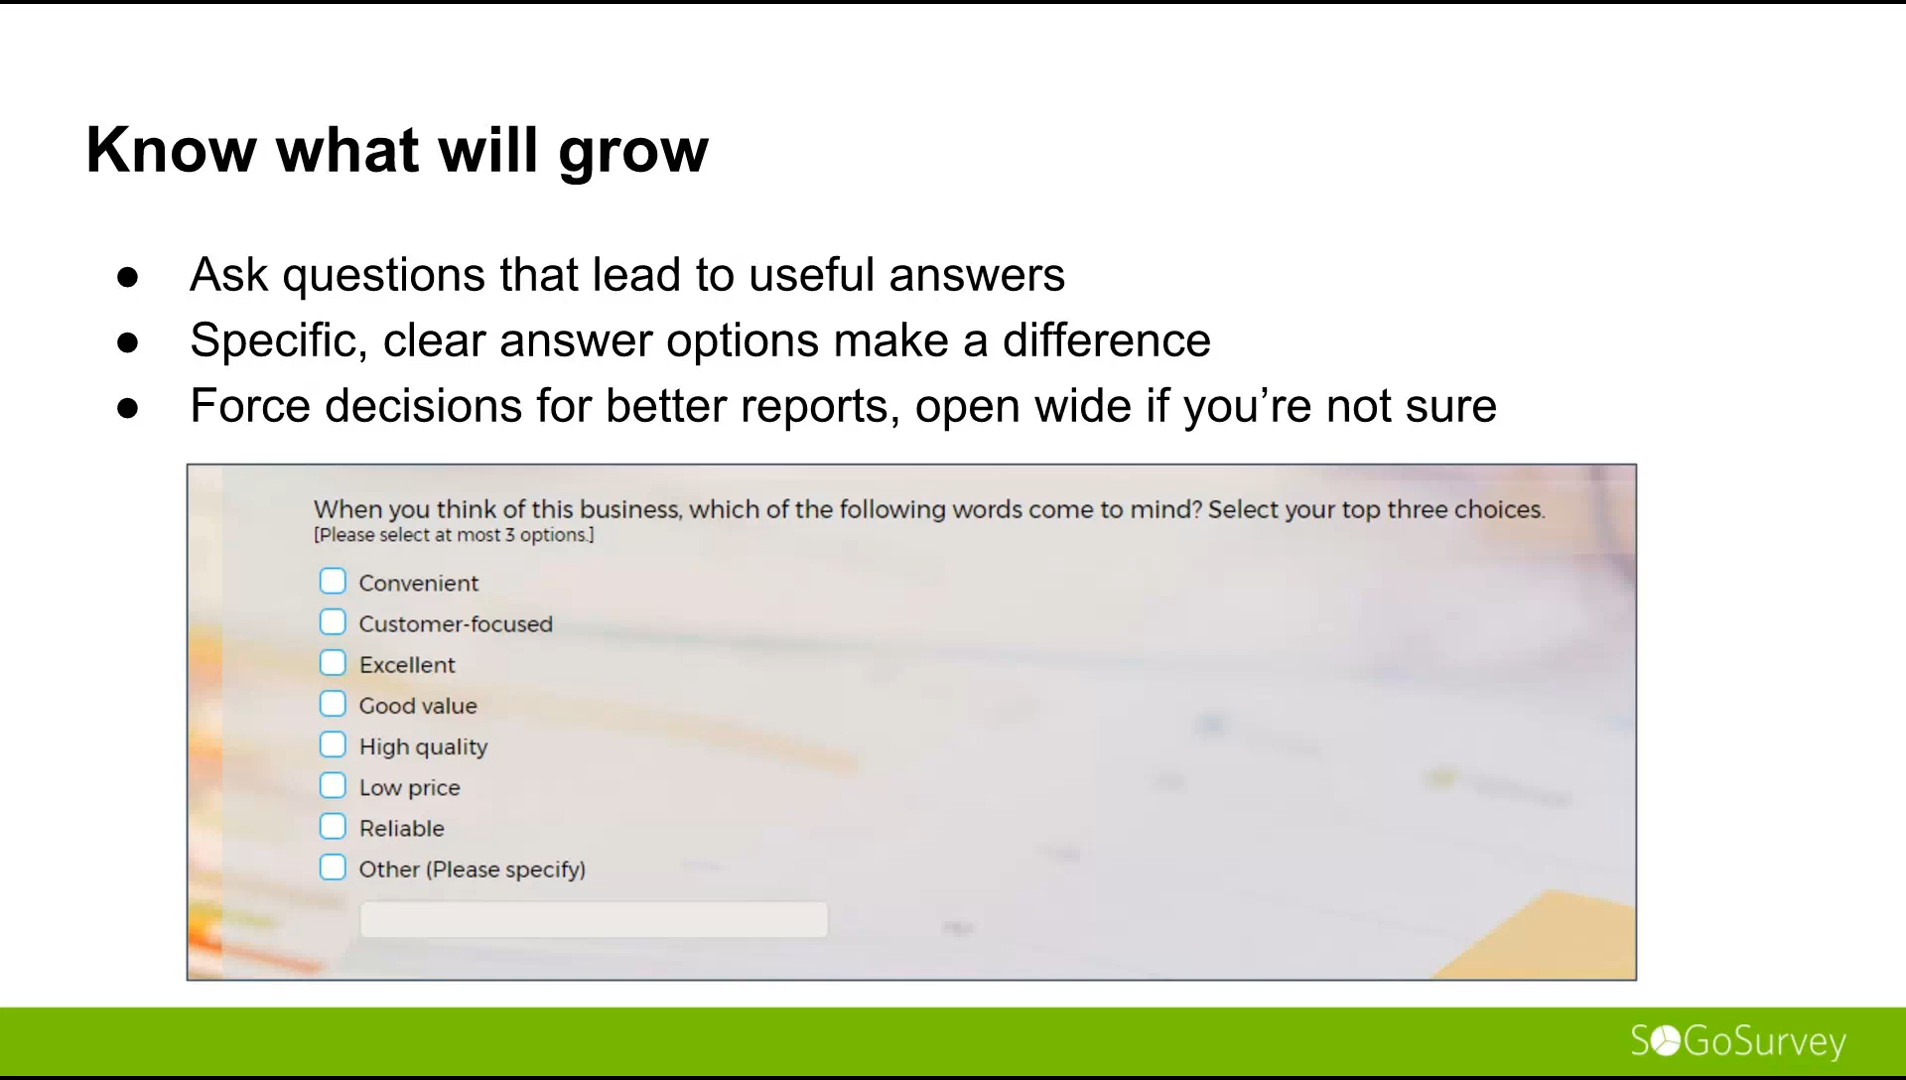 Know what will grow
● Ask questions that lead to useful answers
● Specific, clear answer options make a difference
● Force decisions for better reports, open wide if you’re not sure
When you think of this business, which of the following words come to mind? Select your top three choices.
[Please select at most 3 options.]
Convenient
Customer-focused
Excellent
Good value
High quality
Low price
Reliable
Other (Please specify)
SoGoSurvey